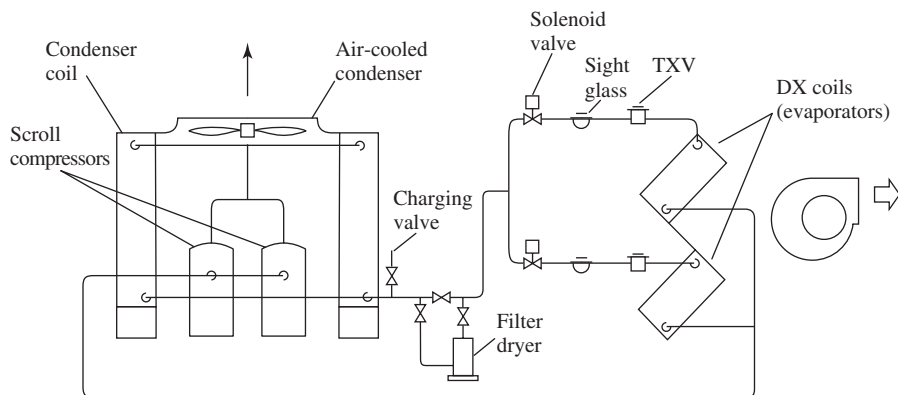 Condenser
coil
Air-cooled
condenser
Solenoid
valve
Sight
glass
TXV
DX coils
(evaporators)
Scroll
compressors
Charging
valve
Filter
dryer